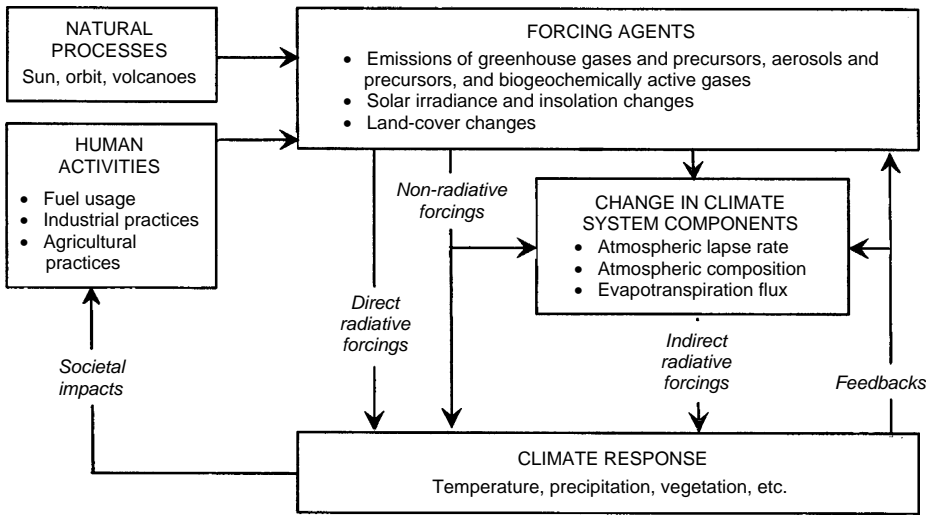 NATURAL
PROCESSES
Sun, orbit, volcanoes
FORCING AGENTS
• Emissions of greenhouse gases and precursors, aerosols and
precursors, and biogeochemically active gases
• Solar irradiance and insolation changes
• Land-cover changes
HUMAN
ACTIVITIES
• Fuel usage
• Industrial practices
• Agricultural
practices
Non-radiative
forcings
CHANGE IN CLIMATE
SYSTEM COMPONENTS
• Atmospheric lapse rate
• Atmospheric composition
• Evapotranspiration flux
Direct
radiative
forcings
Indirect
radiative
forcings
Societal
impacts
Feedbacks
CLIMATE RESPONSE
Temperature, precipitation, vegetation, etc.